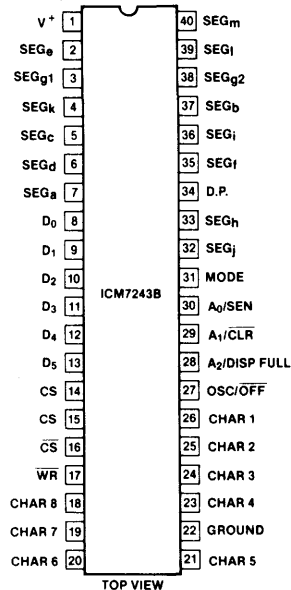 V+ 1 40 SEGm
SEGe 2 39 SEGl
SEGg1 3 38 SEGg2
SEGk 4 37 SEGb
SEGc 5 36 SEGi
SEGd 6 35 SEGf
SEGa 7 34 D.P.
D0 8 33 SEGh
D1 9 32 SEGj
D2 10 31 MODE
ICM7243B
D3 11 30 A0/SEN
D4 12 29 A1/CLR
D5 13 28 A2/DISP FULL
CS 14 27 OSC/OFF
CS 15 26 CHAR 1
CS 16 25 CHAR 2
WR 17 24 CHAR 3
CHAR 8 18 23 CHAR 4
CHAR 7 19 22 GROUND
CHAR 6 20 21 CHAR 5
TOP VIEW